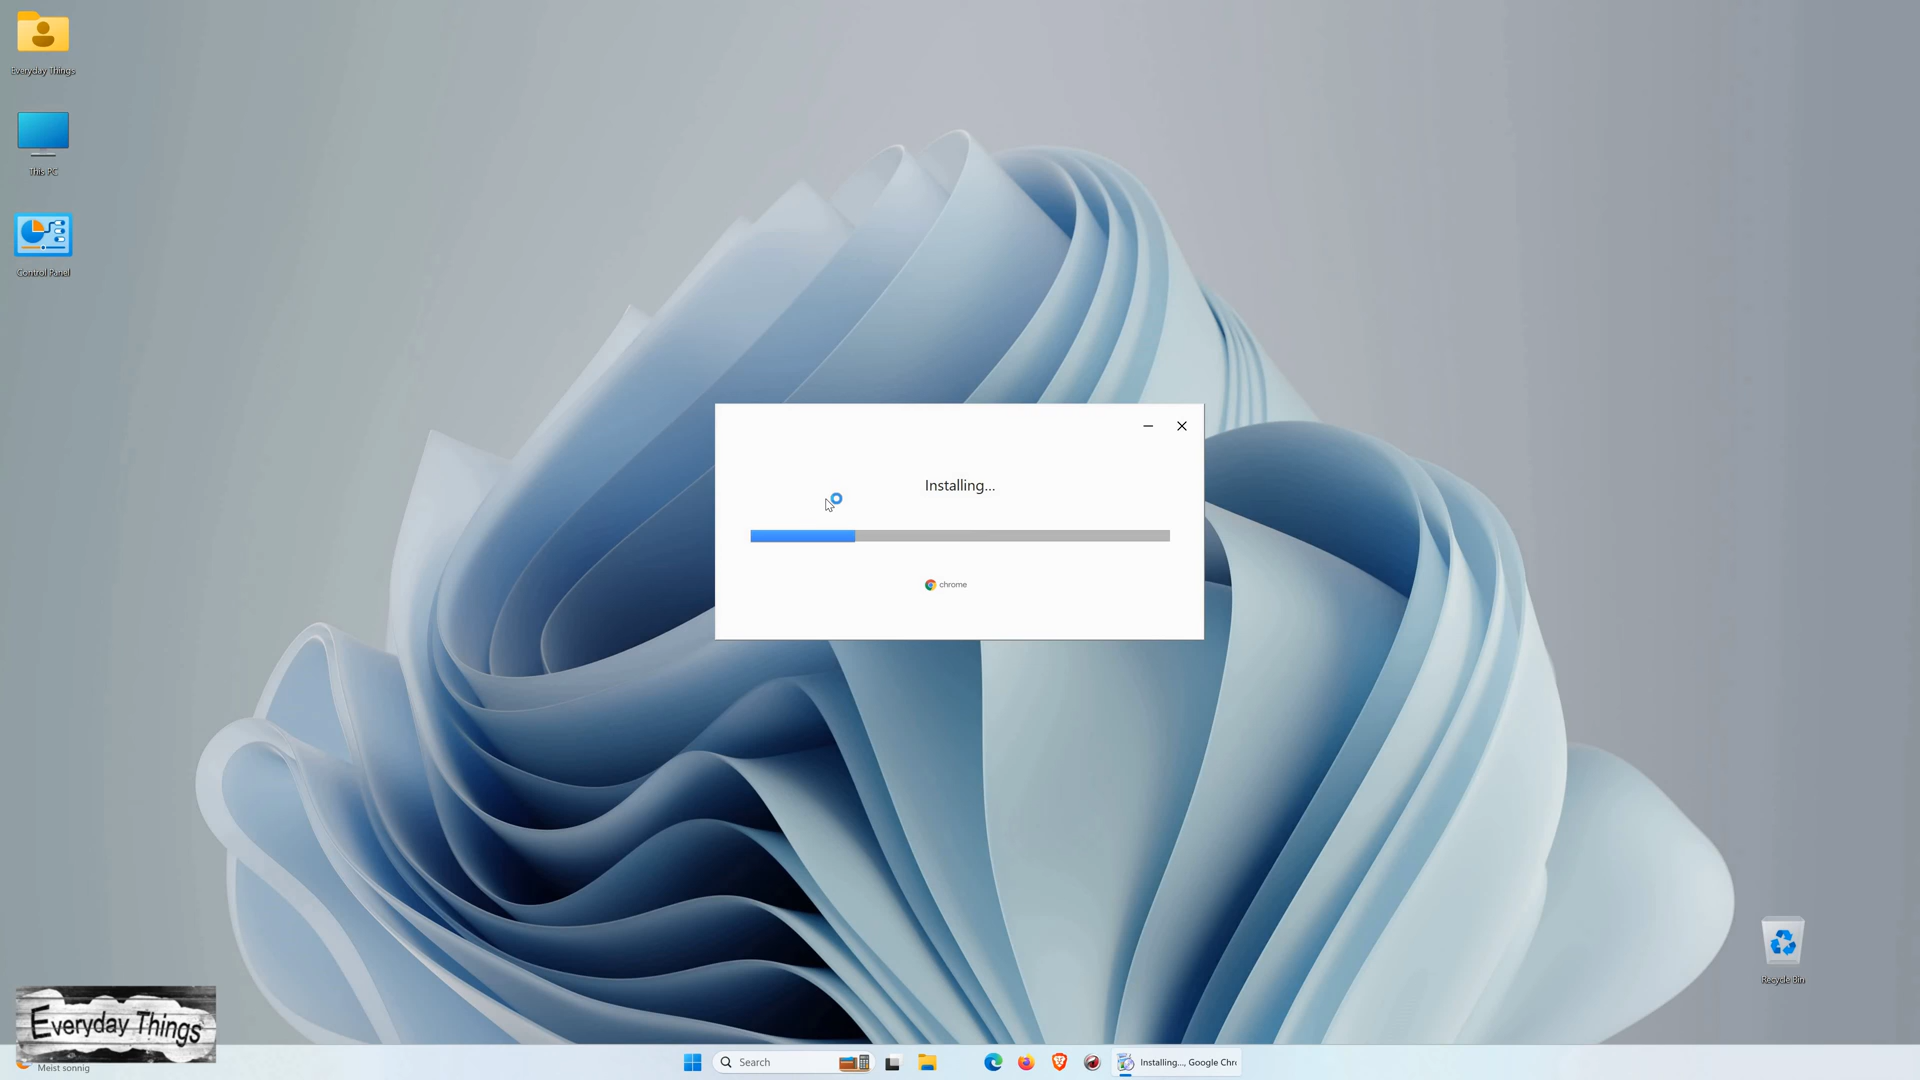 Everyday Things
This PC
Control Panel
Installing...
chrome
Recycle Bin
Everyday Things
Meist sonnig
Search
Installing..., Google Chr